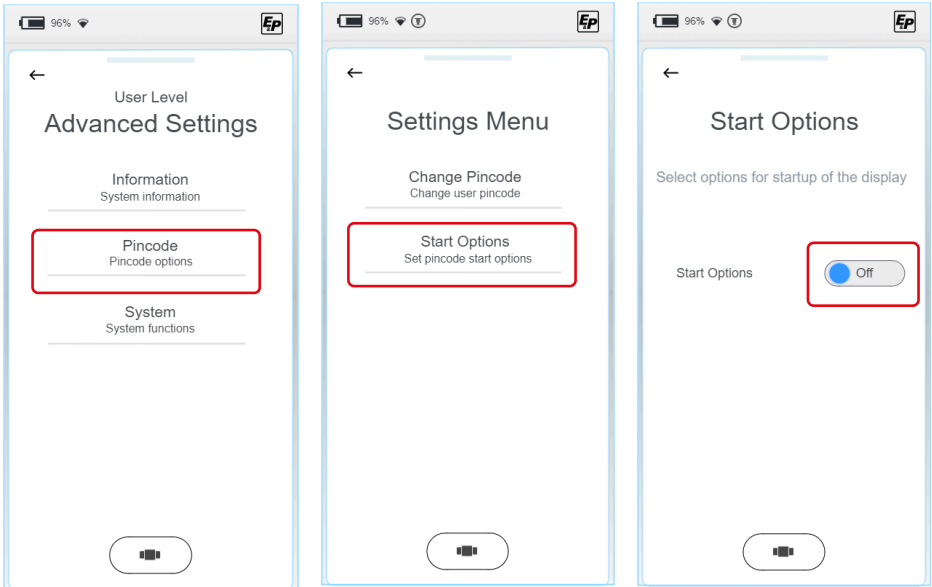 96%
EP
User Level
Advanced Settings
Information
System information
Pincode
Pincode options
System
System functions
96%
EP
Settings Menu
Change Pincode
Change user pincode
Start Options
Set pincode start options
96%
EP
Start Options
Select options for startup of the display
Start Options
Off